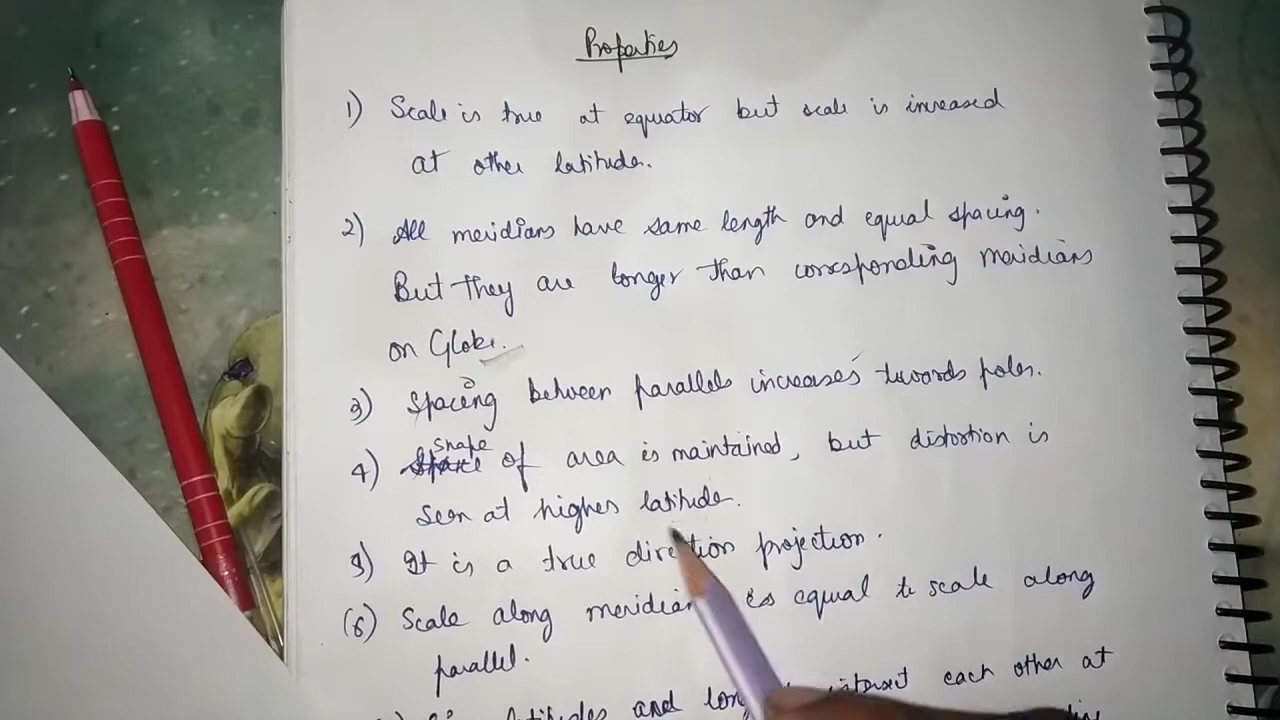 Properties
1) Scale is true at equator but scale is increased
at other latitude.
2) All meridians have same length and equal spacing.
But they are longer than corresponding meridians
on Globe.
3) Spacing between parallels increases towards poles.
4) Shape of area is maintained, but distortion is
seen at higher latitude.
5) It is a true direction projection.
(6) Scale along meridian is equal to scale along
parallel.
latitudes and intersect each other at